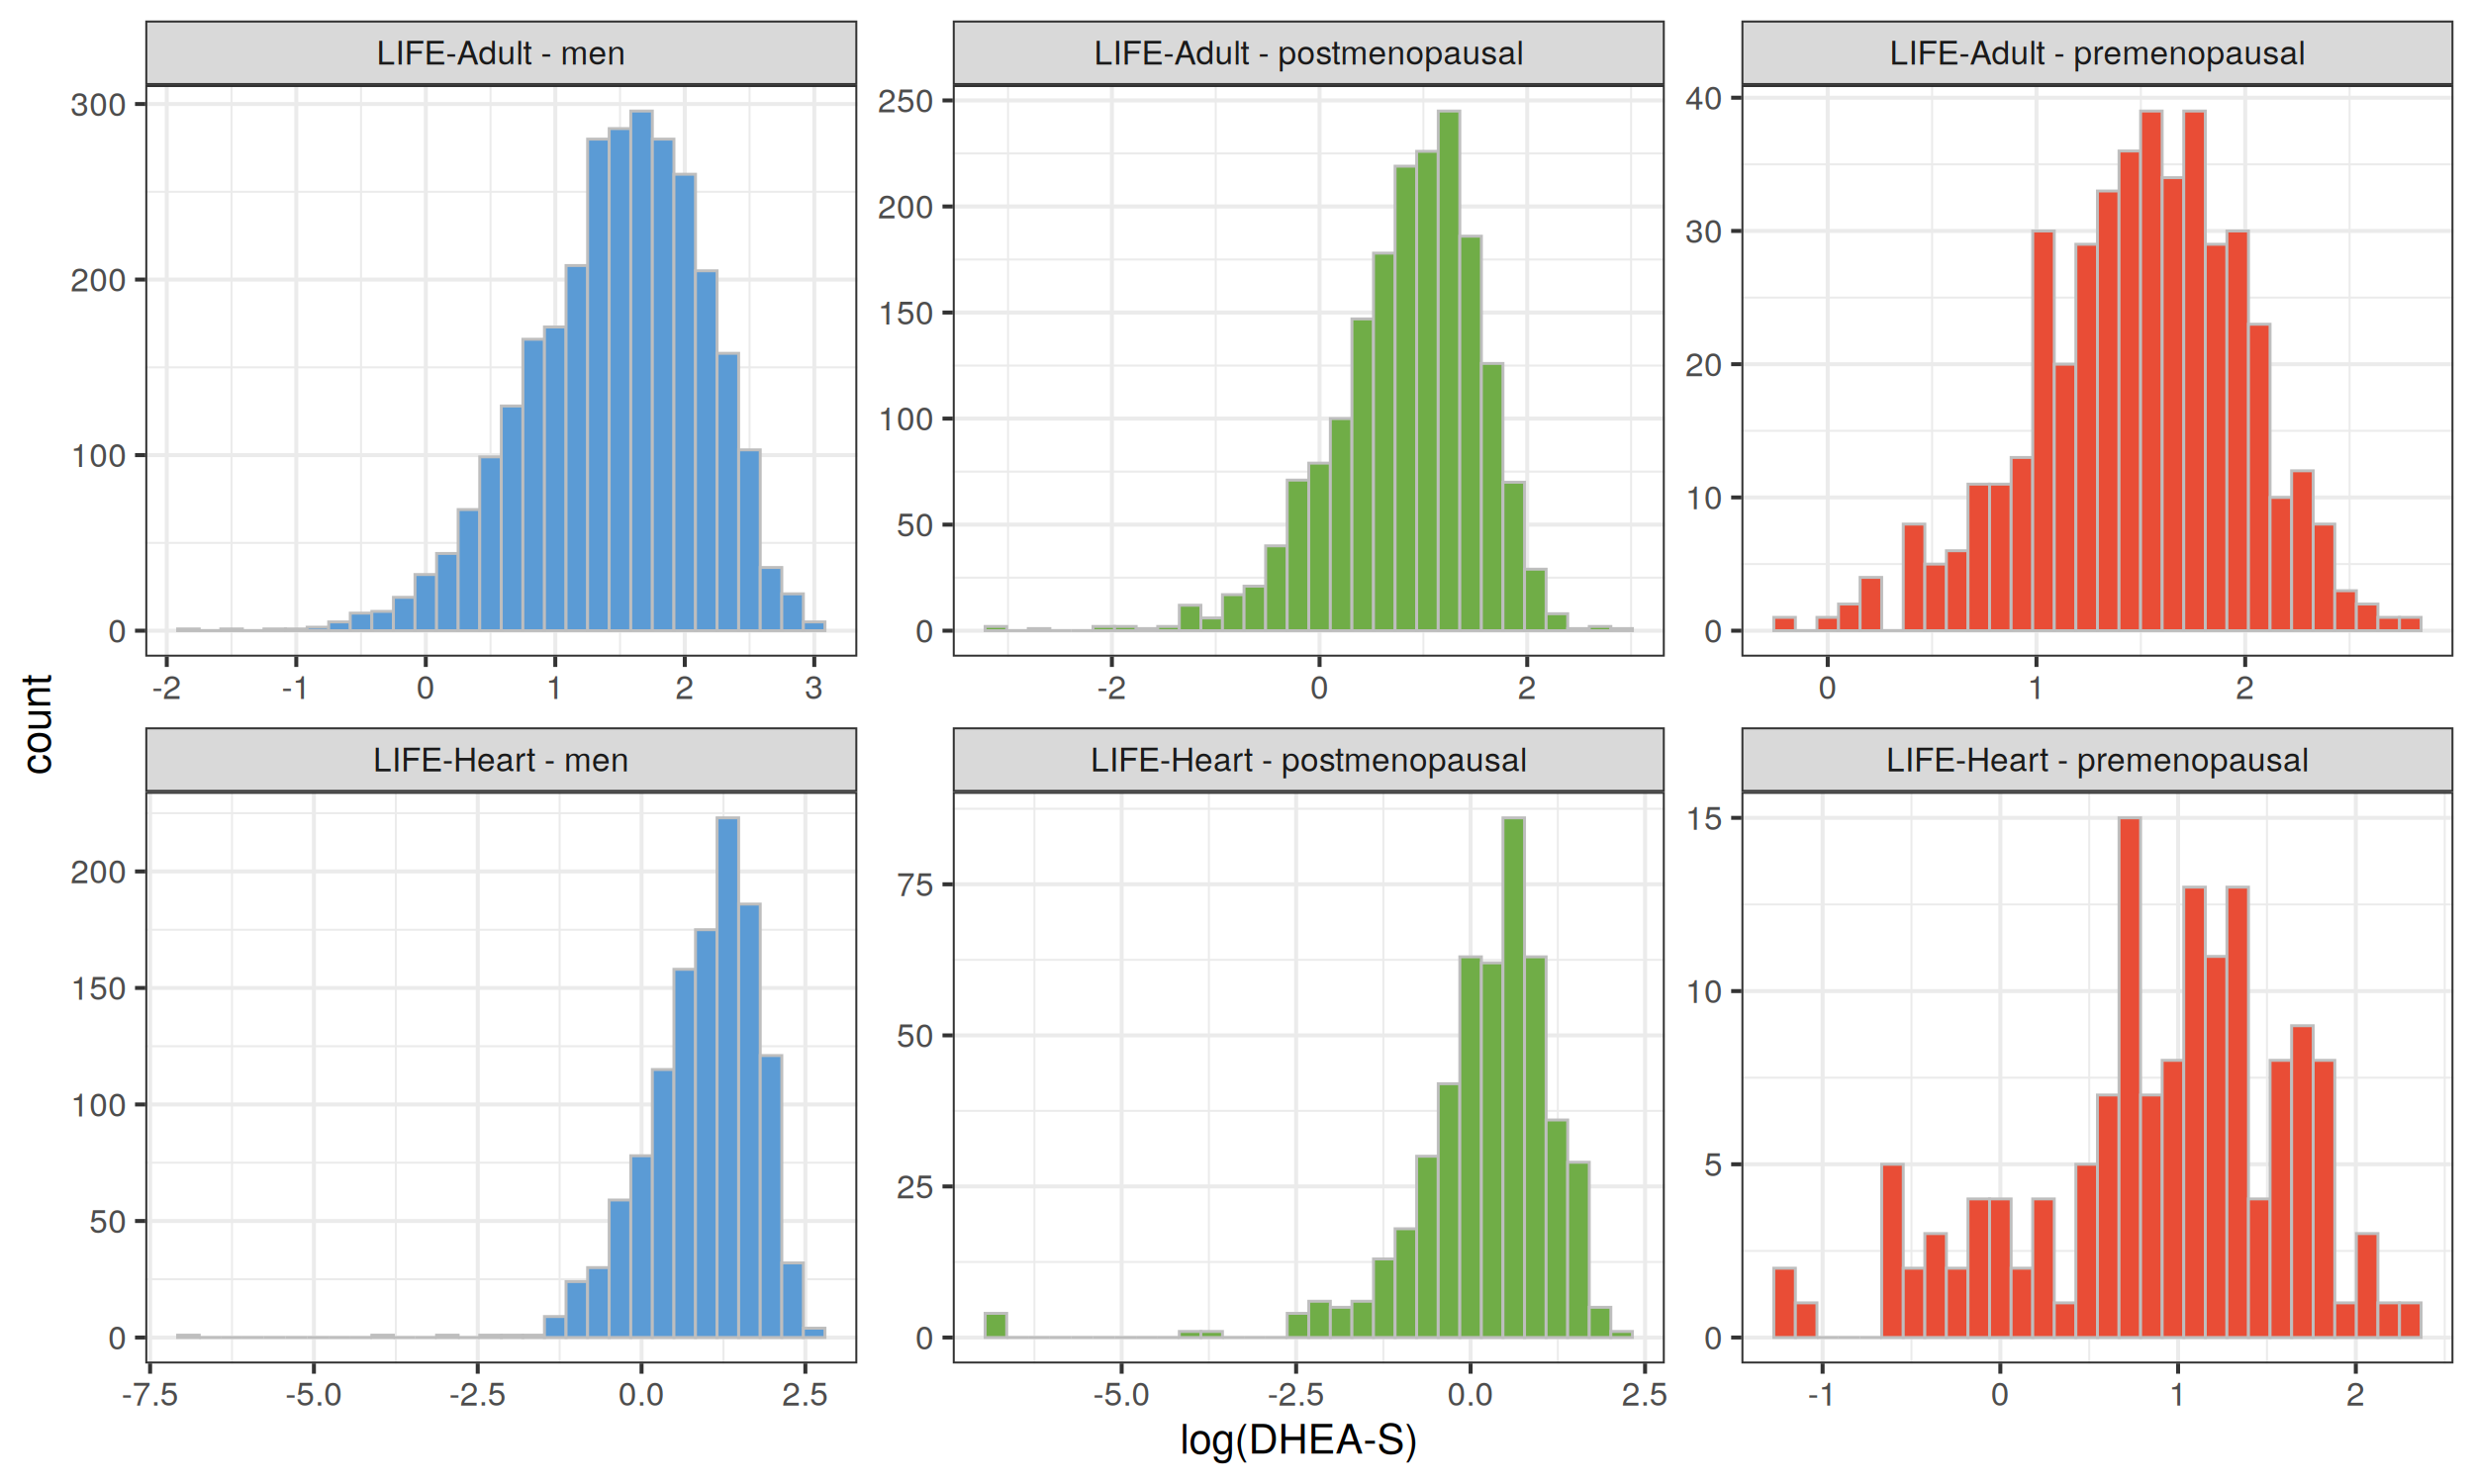 LIFE-Adult - men
LIFE-Adult - postmenopausal
LIFE-Adult - premenopausal
300
200
100
0
-2 -1 0 1 2 3
250
200
150
100
50
0
-2 0 2
40
30
20
10
0
0 1 2
count
LIFE-Heart - men
LIFE-Heart - postmenopausal
LIFE-Heart - premenopausal
200
150
100
50
0
-7.5 -5.0 -2.5 0.0 2.5
75
50
25
0
-5.0 -2.5 0.0 2.5
15
10
5
0
-1 0 1 2
log(DHEA-S)